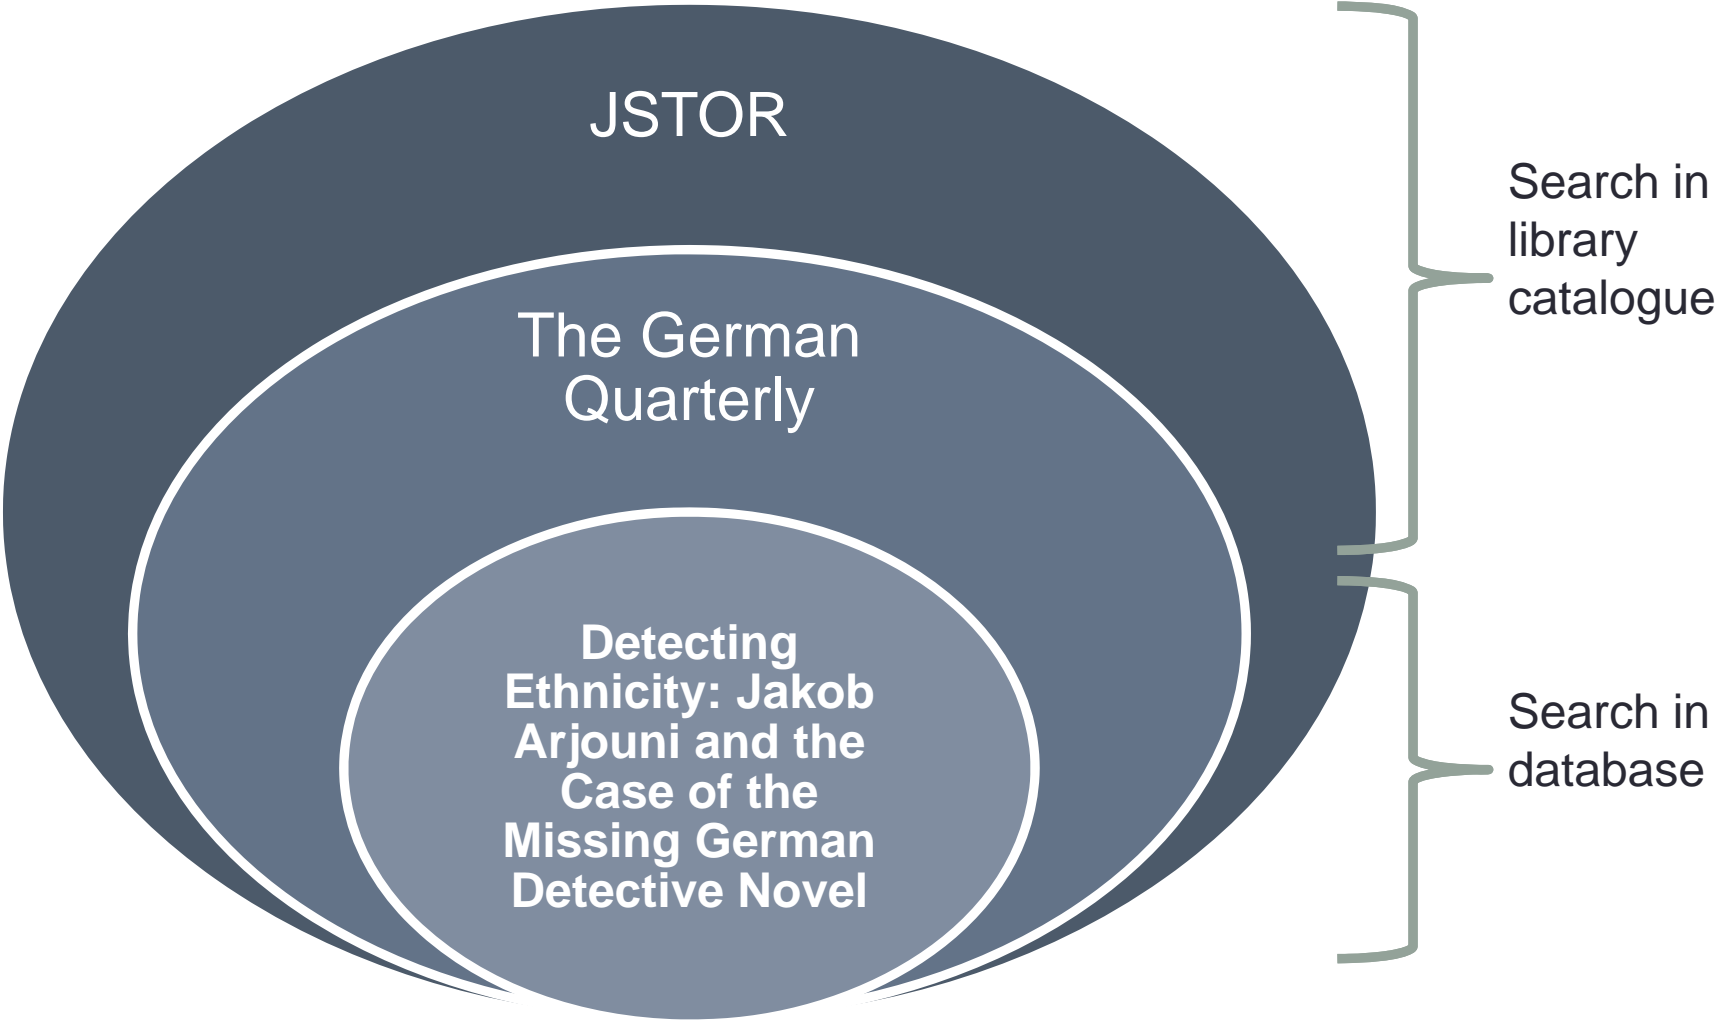 JSTOR
The German
Quarterly
Detecting
Ethnicity: Jakob
Arjouni and the
Case of the
Missing German
Detective Novel
Search in
library
catalogue
Search in
database